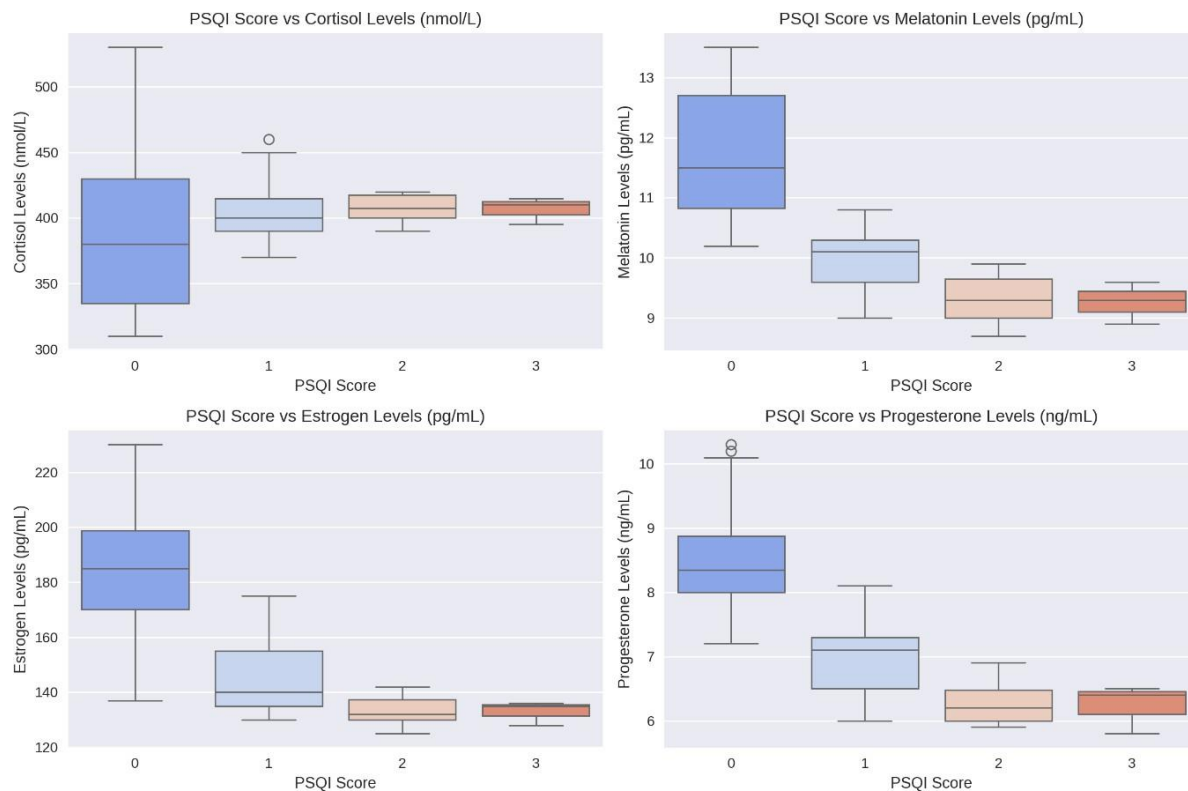 PSQI Score vs Cortisol Levels (nmol/L)
Cortisol Levels (nmol/L)
500
450
400
350
300
0 1 2 3
PSQI Score
PSQI Score vs Melatonin Levels (pg/mL)
Melatonin Levels (pg/mL)
13
12
11
10
9
0 1 2 3
PSQI Score
PSQI Score vs Estrogen Levels (pg/mL)
Estrogen Levels (pg/mL)
220
200
180
160
140
120
0 1 2 3
PSQI Score
PSQI Score vs Progesterone Levels (ng/mL)
Progesterone Levels (ng/mL)
10
9
8
7
6
0 1 2 3
PSQI Score